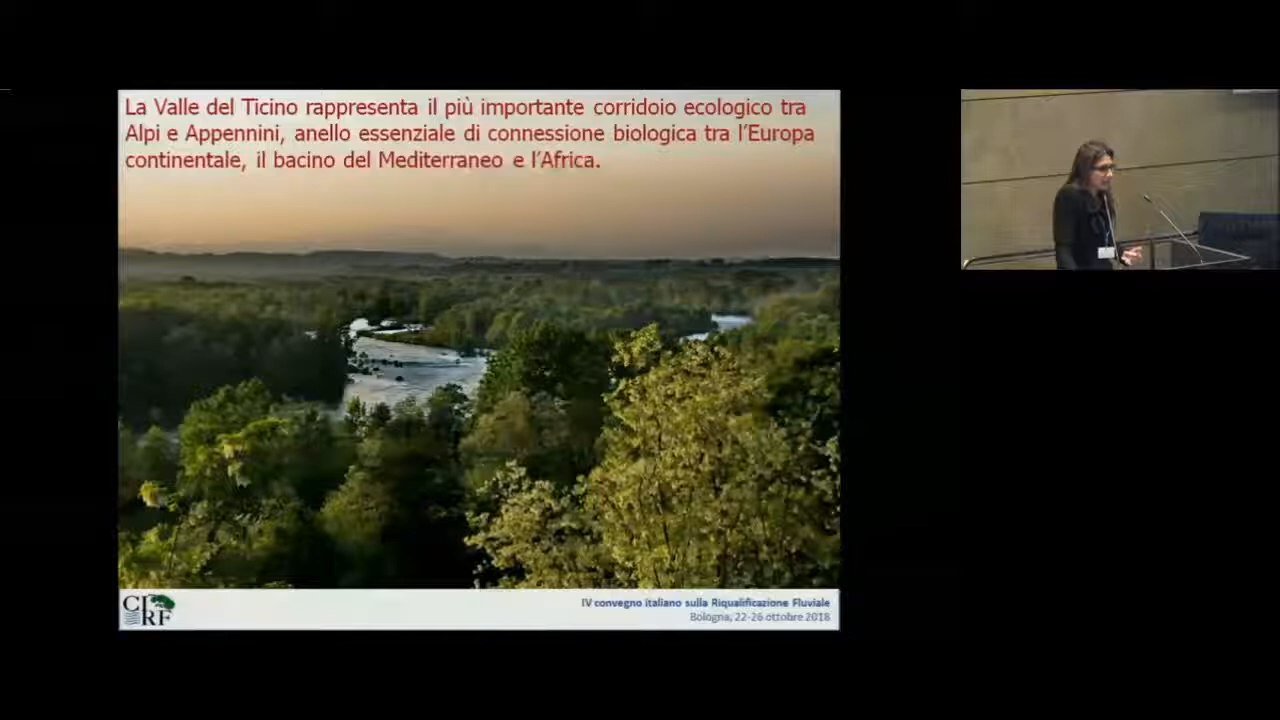 La Valle del Ticino rappresenta il più importante corridoio ecologico tra
Alpi e Appennini, anello essenziale di connessione biologica tra l'Europa
continentale, il bacino del Mediterraneo e l'Africa.
CIRF
IV convegno italiano sulla Riqualificazione Fluviale
Bologna, 22-26 ottobre 2018